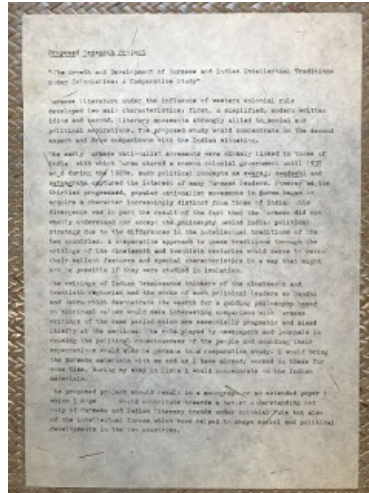 Proposed Research Project
"The Growth and Development of Burmese and Indian Intellectual Traditions
under Colonialism: A Comparative Study"
Burmese literature under the influence of western colonial rule
developed two main characteristics: first, a simplified, modern written
idiom and second, literary movements strongly allied to social and
political aspirations. The proposed study would concentrate on the second
aspect and draw comparisons with the Indian situation.
The early Burmese nationalist movements were closely linked to those of
India with which Burma shared a common colonial government until 1937
and during the 1920s, such political concepts as swaraj, swadeshi and
satyagraha captured the interest of many Burmese leaders. However as the
thirties progressed, popular nationalist movements in Burma began to
acquire a character increasingly distinct from those of India. This
divergence was in part the result of the fact that the Burmese did not
wholly understand nor accept the philosophy behind Indian political
strategy due to the differences in the intellectual traditions of the
two countries. A comparative approach to these traditions through the
writings of the nineteenth and twentieth centuries would serve to reveal
their salient features and special characteristics in a way that might
not be possible if they were studied in isolation.
The writings of Indian Renaissance thinkers of the nineteenth and
twentieth centuries and the works of such political leaders as Gandhi
and Nehru which demonstrate the search for a guiding philosophy based
on spiritual values would make interesting comparison with Burmese
writings of the same period which are essentially pragmatic and aimed
chiefly at the The role played by newspapers and journals in
rousing the political consciousness of the people and moulding their
expectations would also be germane to a comparative study. I would bring
the Burmese materials with me and as I have already worked on these for
some time, during my stay in I would concentrate on the Indian
materials.
The proposed project should result in a monograph or an extended paper
which I hope would contribute towards a better understanding not
only of Burmese and Indian literary trends under colonial rule but also
of the intellectual forces which have helped to shape social and political
developments in the two countries.